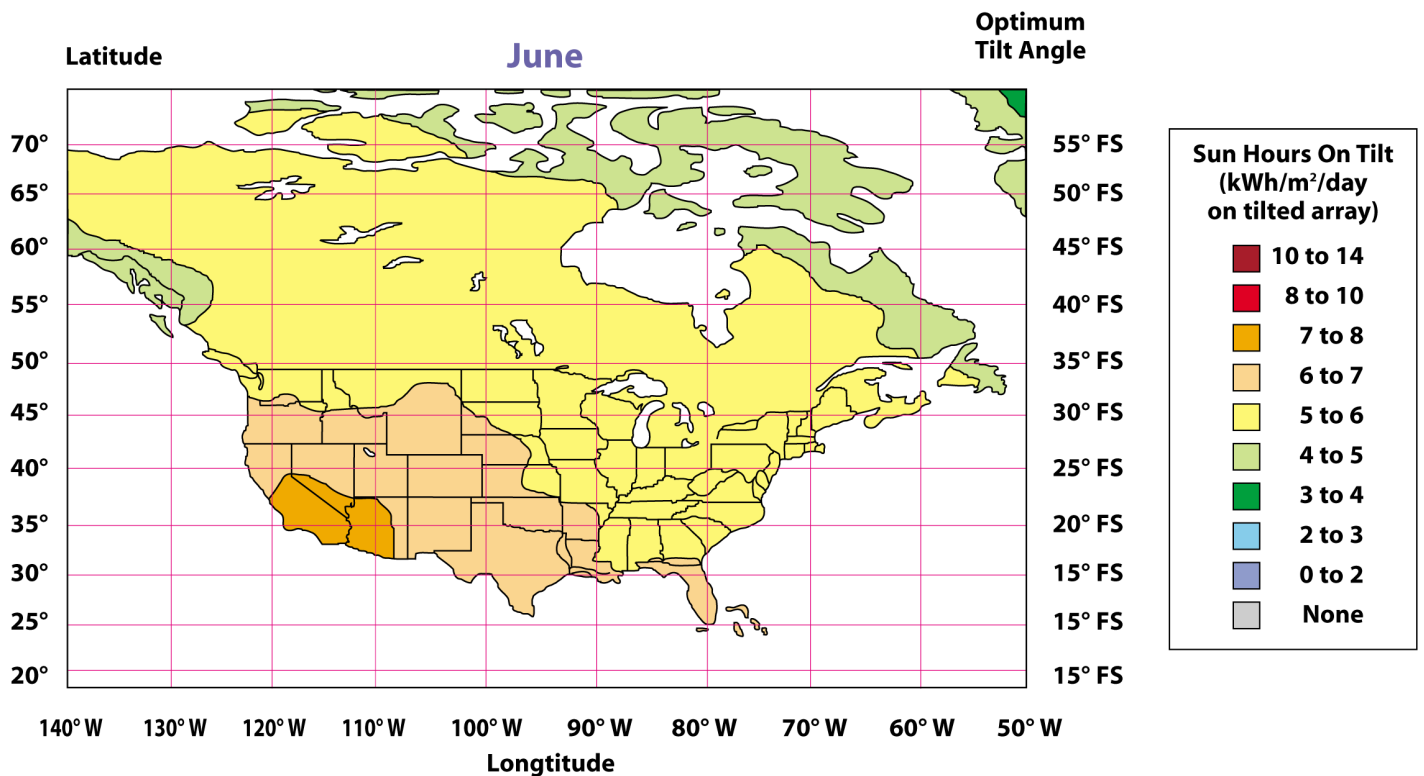 Latitude
June
Optimum
Tilt Angle
70°
55° FS
65°
50° FS
60°
45° FS
55°
40° FS
50°
35° FS
45°
30° FS
40°
25° FS
35°
20° FS
30°
15° FS
25°
15° FS
20°
15° FS
140° W 130° W 120° W 110° W 100° W 90° W 80° W 70° W 60° W 50° W
Longtitude
Sun Hours On Tilt
(kWh/m²/day
on tilted array)
10 to 14
8 to 10
7 to 8
6 to 7
5 to 6
4 to 5
3 to 4
2 to 3
0 to 2
None